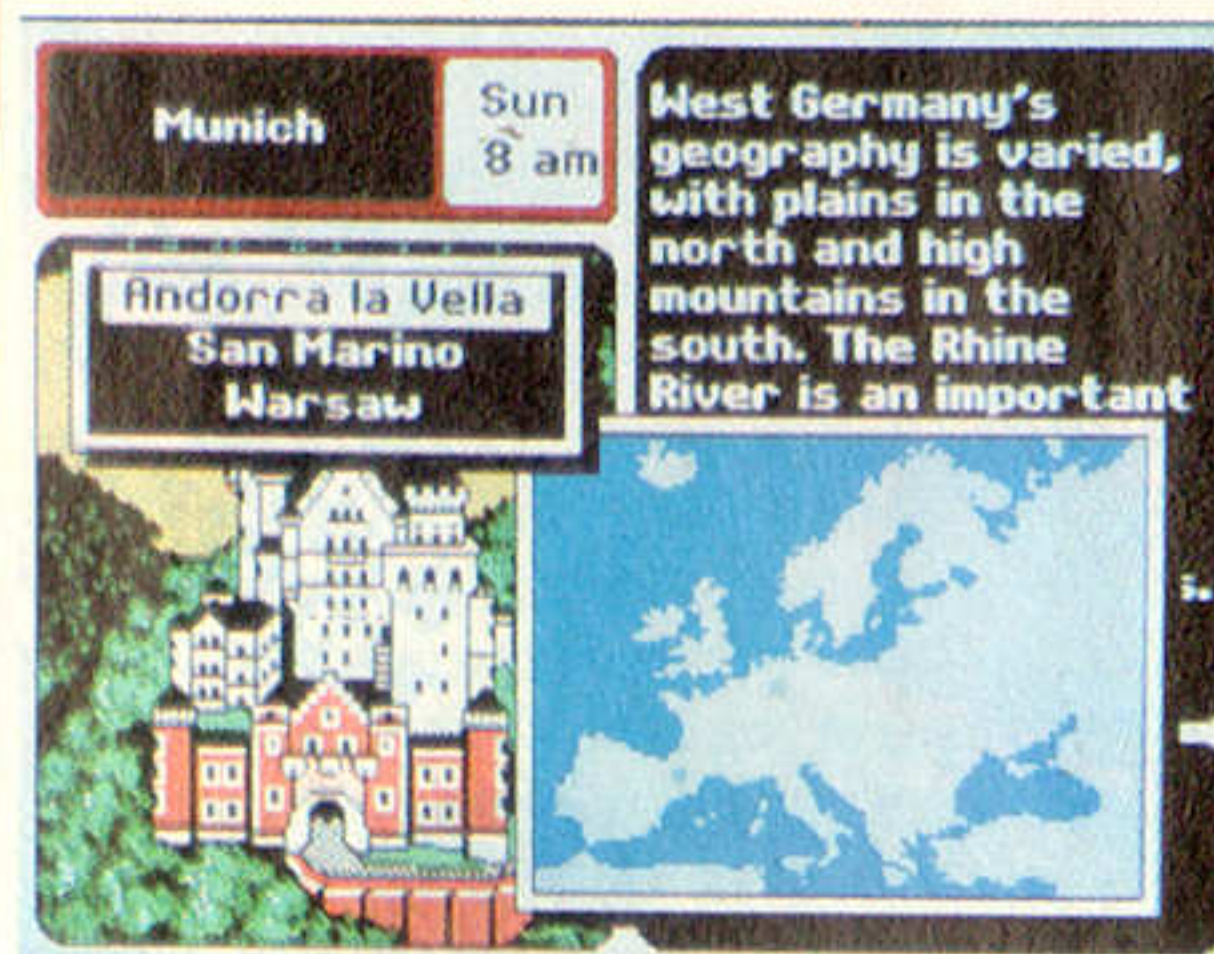 Munich
Sun
8 am
West Germany's
geography is varied,
with plains in the
north and high
mountains in the
south. The Rhine
River is an important
Andorra la Vella
San Marino
Warsaw